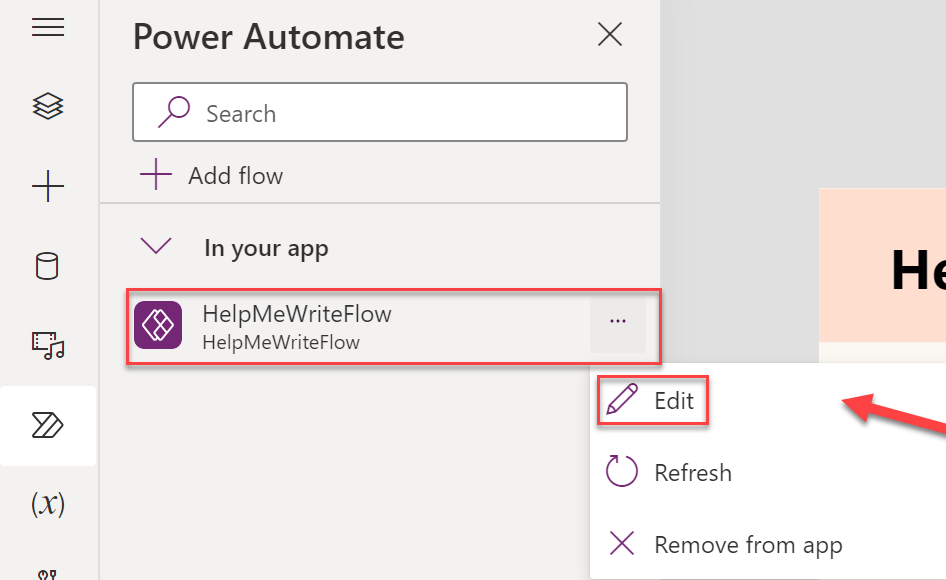 Power Automate
Search
Add flow
In your app
HelpMeWriteFlow
HelpMeWriteFlow
...
Edit
Refresh
Remove from app
(x)
He